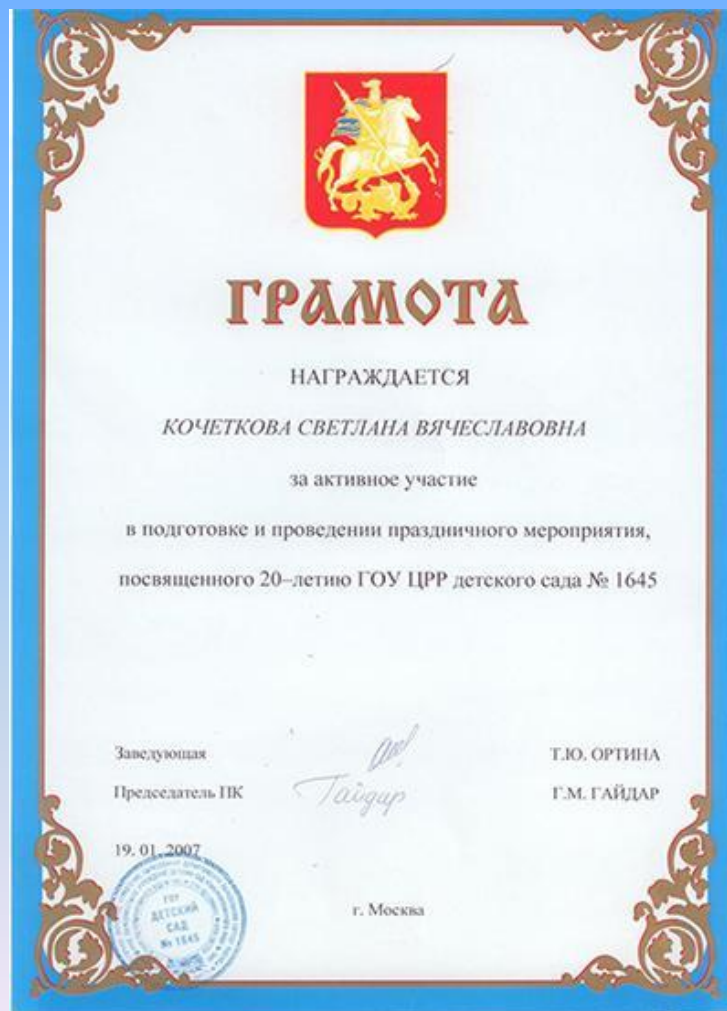 ГРАМОТА
НАГРАЖДАЕТСЯ
КОЧЕТКОВА СВЕТЛАНА ВЯЧЕСЛАВОВНА
за активное участие
в подготовке и проведении праздничного мероприятия,
посвященного 20–летию ГОУ ЦРР детского сада № 1645
Заведующая Т.Ю. ОРТИНА
Председатель ПК Гайдар Г.М. ГАЙДАР
19. 01. 2007
ГОУ
ДЕТСКИЙ
САД
№ 1645
г. Москва